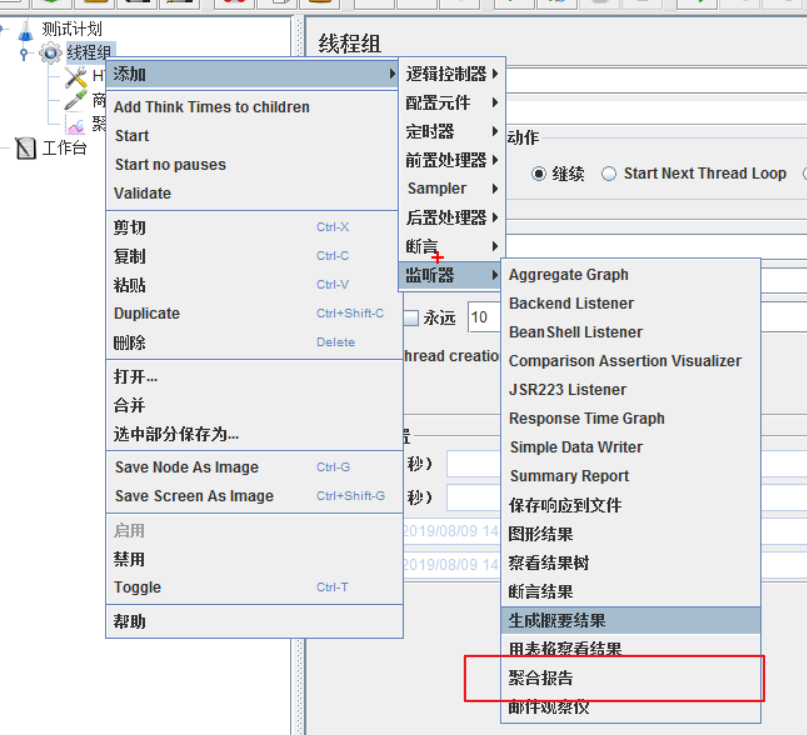 测试计划
线程组
工作台
线程组
添加
Add Think Times to children
Start
Start no pauses
Validate
剪切 Ctrl-X
复制 Ctrl-C
粘贴 Ctrl-V
Duplicate Ctrl+Shift-C
删除 Delete
打开...
合并
选中部分保存为...
Save Node As Image Ctrl-G
Save Screen As Image Ctrl+Shift-G
启用
禁用
Toggle Ctrl-T
帮助
逻辑控制器
配置元件
定时器
前置处理器
Sampler
后置处理器
断言
监听器
动作
继续 Start Next Thread Loop
永远 10
秒）
秒）
2019/08/09 14
2019/08/09 14
Aggregate Graph
Backend Listener
BeanShell Listener
Comparison Assertion Visualizer
JSR223 Listener
Response Time Graph
Simple Data Writer
Summary Report
保存响应到文件
图形结果
察看结果树
断言结果
生成概要结果
用表格察看结果
聚合报告
邮件观察仪